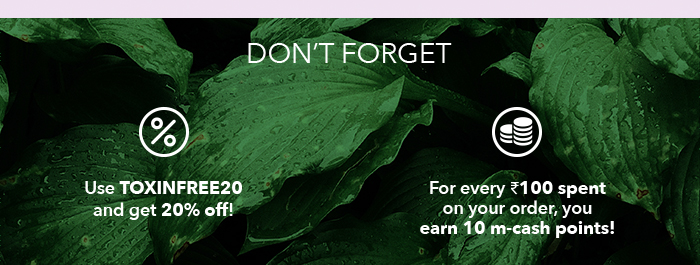 DON'T FORGET
Use TOXINFREE20
and get 20% off!
For every ₹100 spent
on your order, you
earn 10 m-cash points!